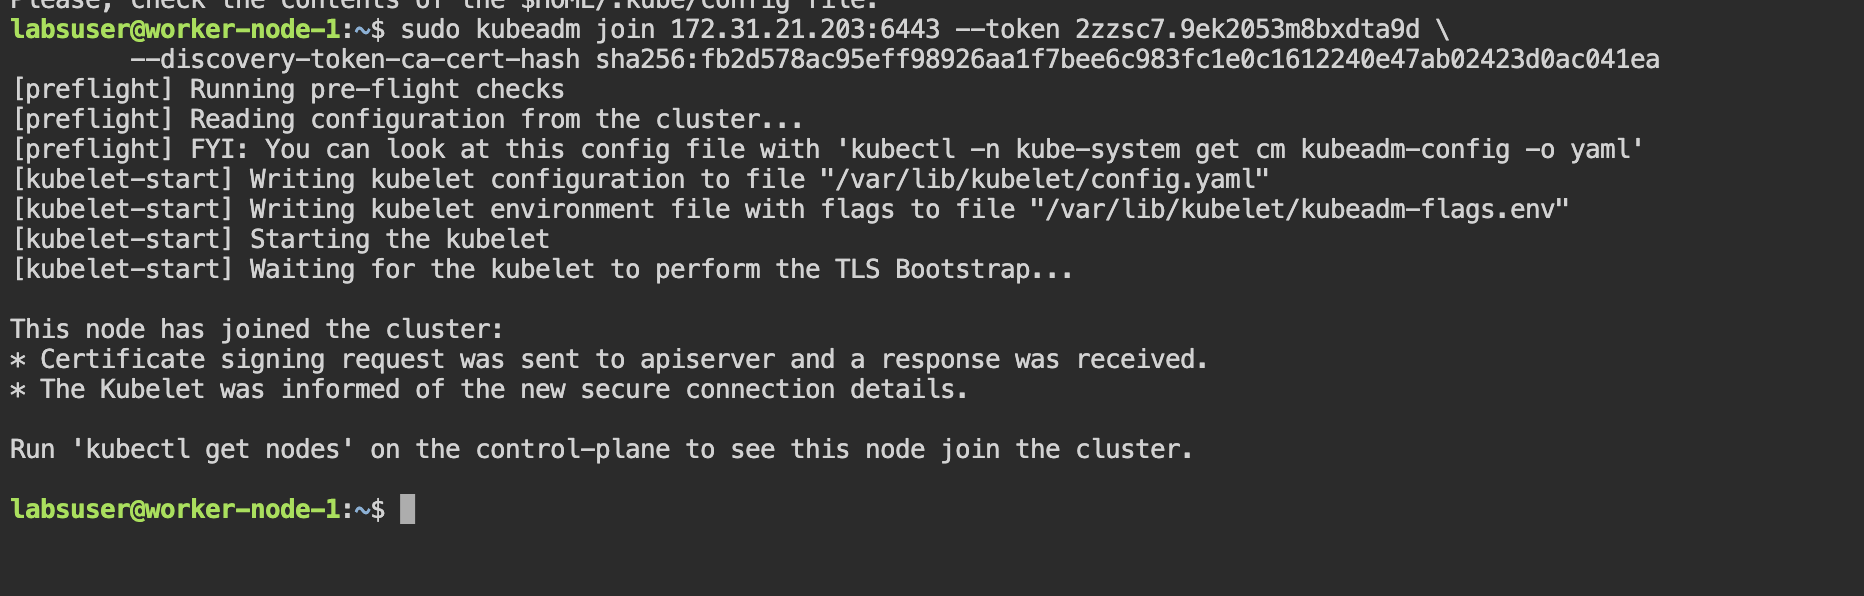 Please, check the contents of the $HOME/.kube/config file.
labsuser@worker-node-1:~$ sudo kubeadm join 172.31.21.203:6443 --token 2zzsc7.9ek2053m8bxdta9d \
        --discovery-token-ca-cert-hash sha256:fb2d578ac95eff98926aa1f7bee6c983fc1e0c1612240e47ab02423d0ac041ea
[preflight] Running pre-flight checks
[preflight] Reading configuration from the cluster...
[preflight] FYI: You can look at this config file with 'kubectl -n kube-system get cm kubeadm-config -o yaml'
[kubelet-start] Writing kubelet configuration to file "/var/lib/kubelet/config.yaml"
[kubelet-start] Writing kubelet environment file with flags to file "/var/lib/kubelet/kubeadm-flags.env"
[kubelet-start] Starting the kubelet
[kubelet-start] Waiting for the kubelet to perform the TLS Bootstrap...

This node has joined the cluster:
* Certificate signing request was sent to apiserver and a response was received.
* The Kubelet was informed of the new secure connection details.

Run 'kubectl get nodes' on the control-plane to see this node join the cluster.

labsuser@worker-node-1:~$